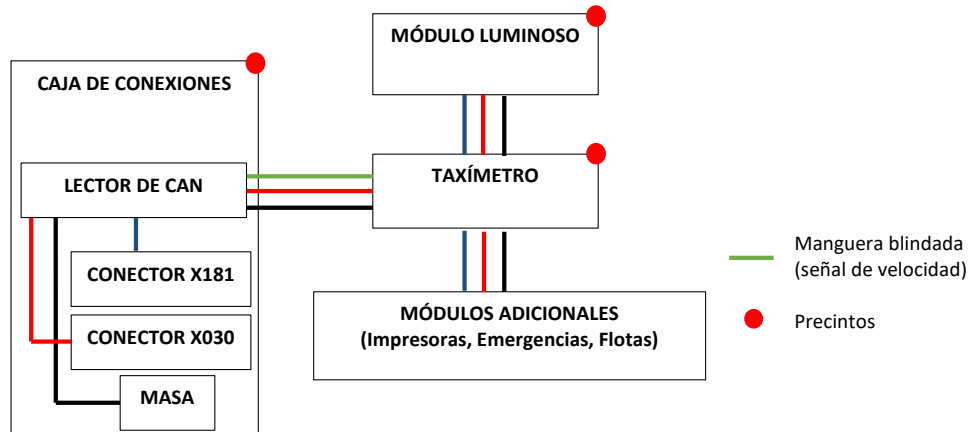 MÓDULO LUMINOSO
CAJA DE CONEXIONES
LECTOR DE CAN
TAXÍMETRO
CONECTOR X181
CONECTOR X030
MASA
MÓDULOS ADICIONALES
(Impresoras, Emergencias, Flotas)
Manguera blindada
(señal de velocidad)
Precintos